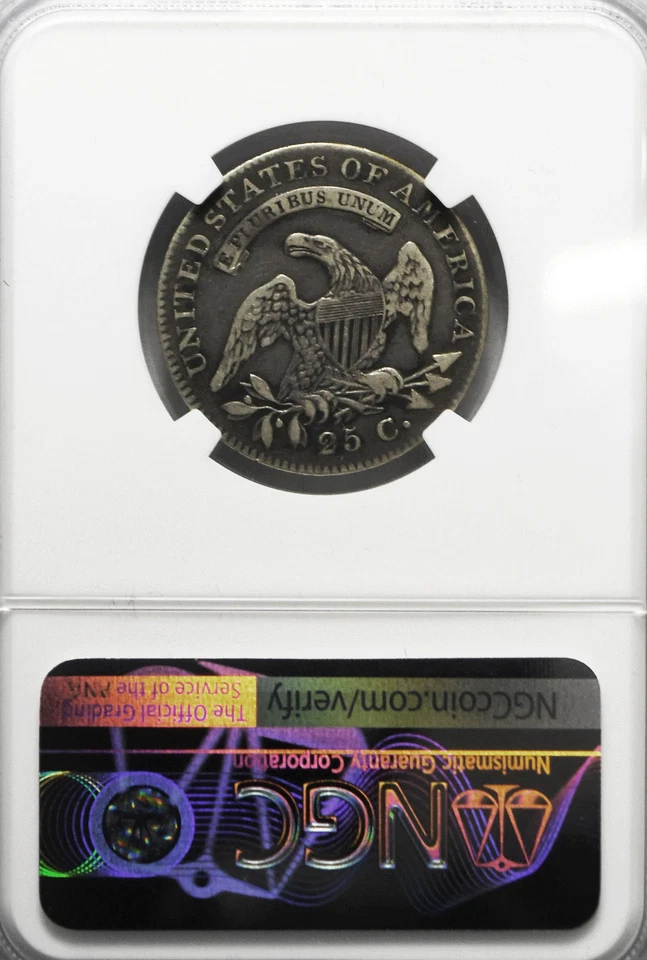 UNITED STATES OF AMERICA
E PLURIBUS UNUM
25 C.
NGC
Numismatic Guaranty Corporation
NGCcoin.com/verify
The Official Grading
Service of the PNG